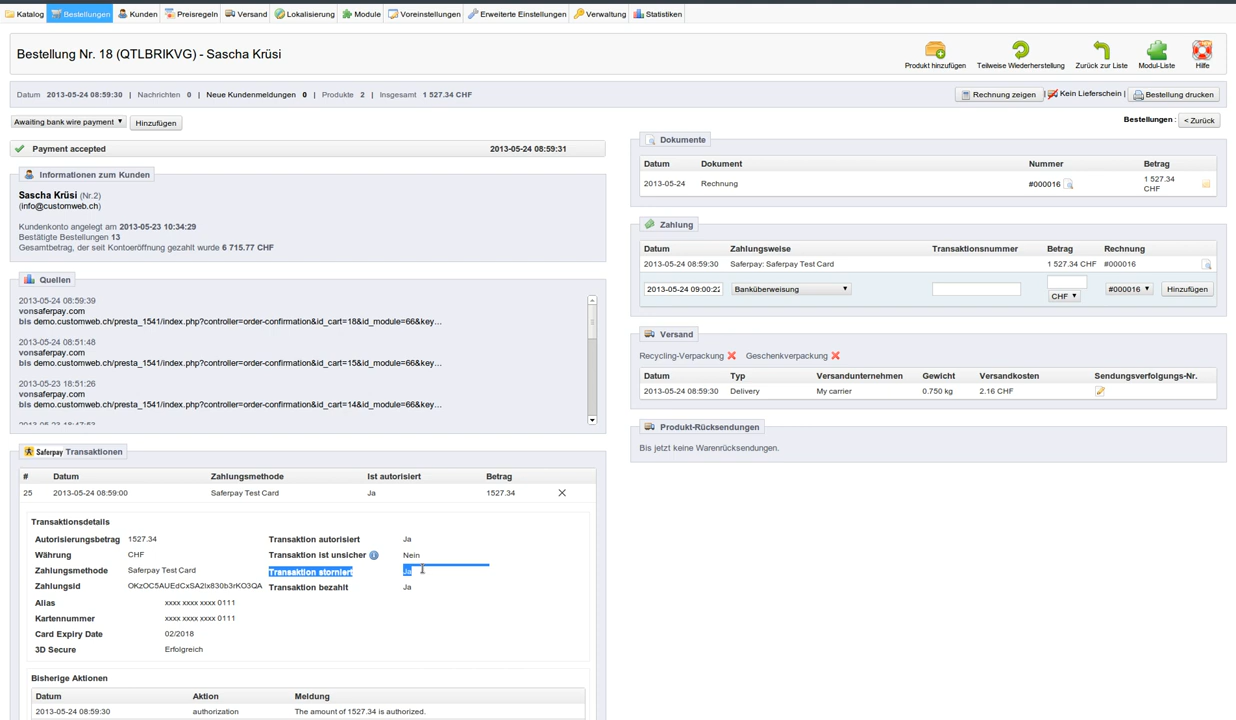 Katalog Bestellungen Kunden Preisregeln Versand Lokalisierung Module Voreinstellungen Erweiterte Einstellungen Verwaltung Statistiken
Bestellung Nr. 18 (QTLBRIKVG) - Sascha Krüsi
Produkt hinzufügen Teilweise Wiederherstellung Zurück zur Liste Modul-Liste Hilfe
Datum 2013-05-24 08:59:30 | Nachrichten 0 | Neue Kundenmeldungen 0 | Produkte 2 | Insgesamt 1 527.34 CHF
Rechnung zeigen | Kein Lieferschein | Bestellung drucken
Awaiting bank wire payment Hinzufügen
Bestellungen : < Zurück
Payment accepted 2013-05-24 08:59:31
Informationen zum Kunden
Sascha Krüsi (Nr.2)
(info@customweb.ch)
Kundenkonto angelegt am 2013-05-23 10:34:29
Bestätigte Bestellungen 13
Gesamtbetrag, der seit Kontoeröffnung gezahlt wurde 6 715.77 CHF
Quellen
2013-05-24 08:59:39
vonsaferpay.com
bis demo.customweb.ch/presta_1541/index.php?controller=order-confirmation&id_cart=18&id_module=66&key...
2013-05-24 08:51:48
vonsaferpay.com
bis demo.customweb.ch/presta_1541/index.php?controller=order-confirmation&id_cart=15&id_module=66&key...
2013-05-23 18:51:26
vonsaferpay.com
bis demo.customweb.ch/presta_1541/index.php?controller=order-confirmation&id_cart=14&id_module=66&key...
Saferpay Transaktionen
# Datum Zahlungsmethode Ist autorisiert Betrag
25 2013-05-24 08:59:00 Saferpay Test Card Ja 1527.34
Transaktionsdetails
Autorisierungsbetrag 1527.34 Transaktion autorisiert Ja
Währung CHF Transaktion ist unsicher Nein
Zahlungsmethode Saferpay Test Card Transaktion storniert Ja
Zahlungsid OKzOC5AUEdCxSA2Ix830b3rKO3QA Transaktion bezahlt Ja
Alias xxxx xxxx xxxx 0111
Kartennummer xxxx xxxx xxxx 0111
Card Expiry Date 02/2018
3D Secure Erfolgreich
Bisherige Aktionen
Datum Aktion Meldung
2013-05-24 08:59:30 authorization The amount of 1527.34 is authorized.
Dokumente
Datum Dokument Nummer Betrag
2013-05-24 Rechnung #000016 1 527.34
CHF
Zahlung
Datum Zahlungsweise Transaktionsnummer Betrag Rechnung
2013-05-24 08:59:30 Saferpay: Saferpay Test Card 1 527.34 CHF #000016
2013-05-24 09:00:22 Banküberweisung CHF #000016 Hinzufügen
Versand
Recycling-Verpackung Geschenkverpackung
Datum Typ Versandunternehmen Gewicht Versandkosten Sendungsverfolgungs-Nr.
2013-05-24 08:59:30 Delivery My carrier 0.750 kg 2.16 CHF
Produkt-Rücksendungen
Bis jetzt keine Warenrücksendungen.